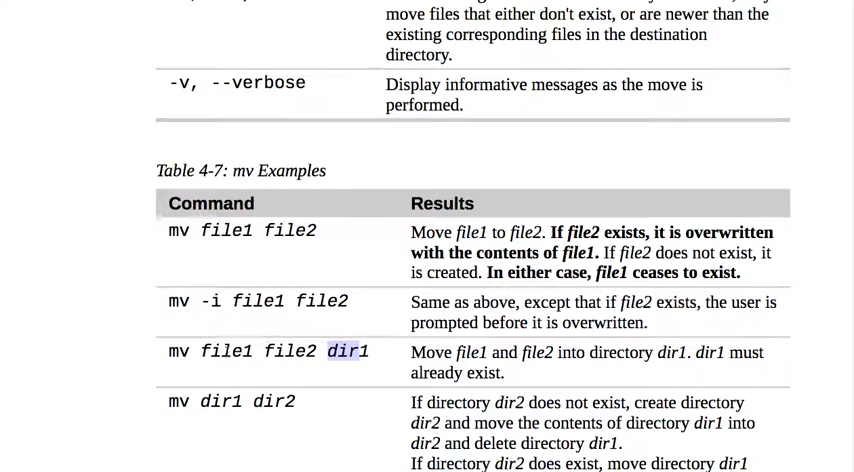 move files that either don't exist, or are newer than the
existing corresponding files in the destination
directory.
-v, --verbose Display informative messages as the move is
performed.
Table 4-7: mv Examples
Command Results
mv file1 file2 Move file1 to file2. If file2 exists, it is overwritten
with the contents of file1. If file2 does not exist, it
is created. In either case, file1 ceases to exist.
mv -i file1 file2 Same as above, except that if file2 exists, the user is
prompted before it is overwritten.
mv file1 file2 dir1 Move file1 and file2 into directory dir1. dir1 must
already exist.
mv dir1 dir2 If directory dir2 does not exist, create directory
dir2 and move the contents of directory dir1 into
dir2 and delete directory dir1.
If directory dir2 does exist, move directory dir1